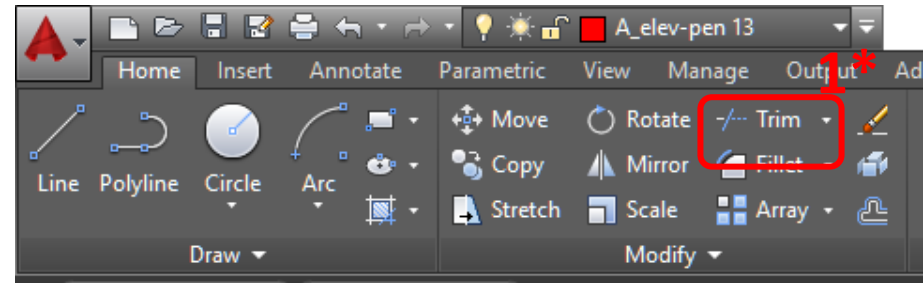 A_elev-pen 13
Home Insert Annotate Parametric View Manage Output Ad
1*
Move Rotate Trim
Copy Mirror Fillet
Line Polyline Circle Arc
Stretch Scale Array
Draw Modify